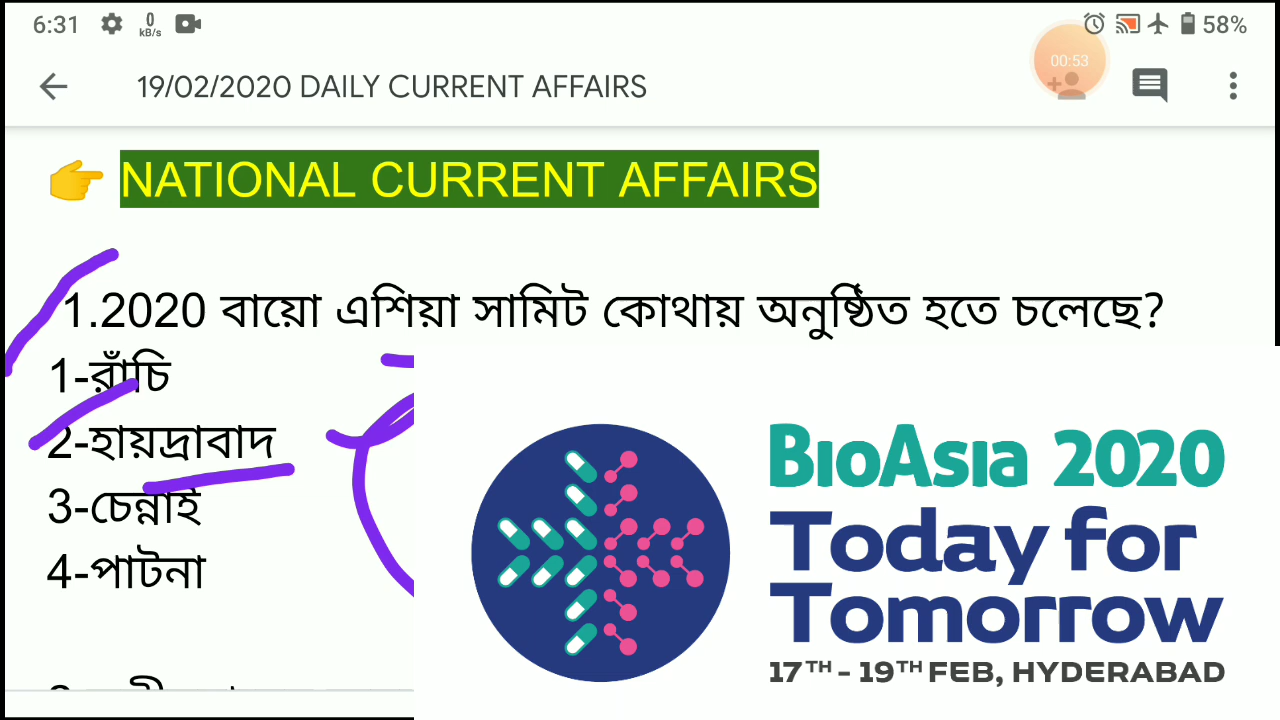 6:31 0 kB/s 58%
00:53
19/02/2020 DAILY CURRENT AFFAIRS
NATIONAL CURRENT AFFAIRS
1.2020 বায়ো এশিয়া সামিট কোথায় অনুষ্ঠিত হতে চলেছে?
1-রাঁচি
2-হায়দ্রাবাদ
3-চেন্নাই
4-পাটনা
BIOASIA 2020
Today for
Tomorrow
17TH - 19TH FEB, HYDERABAD